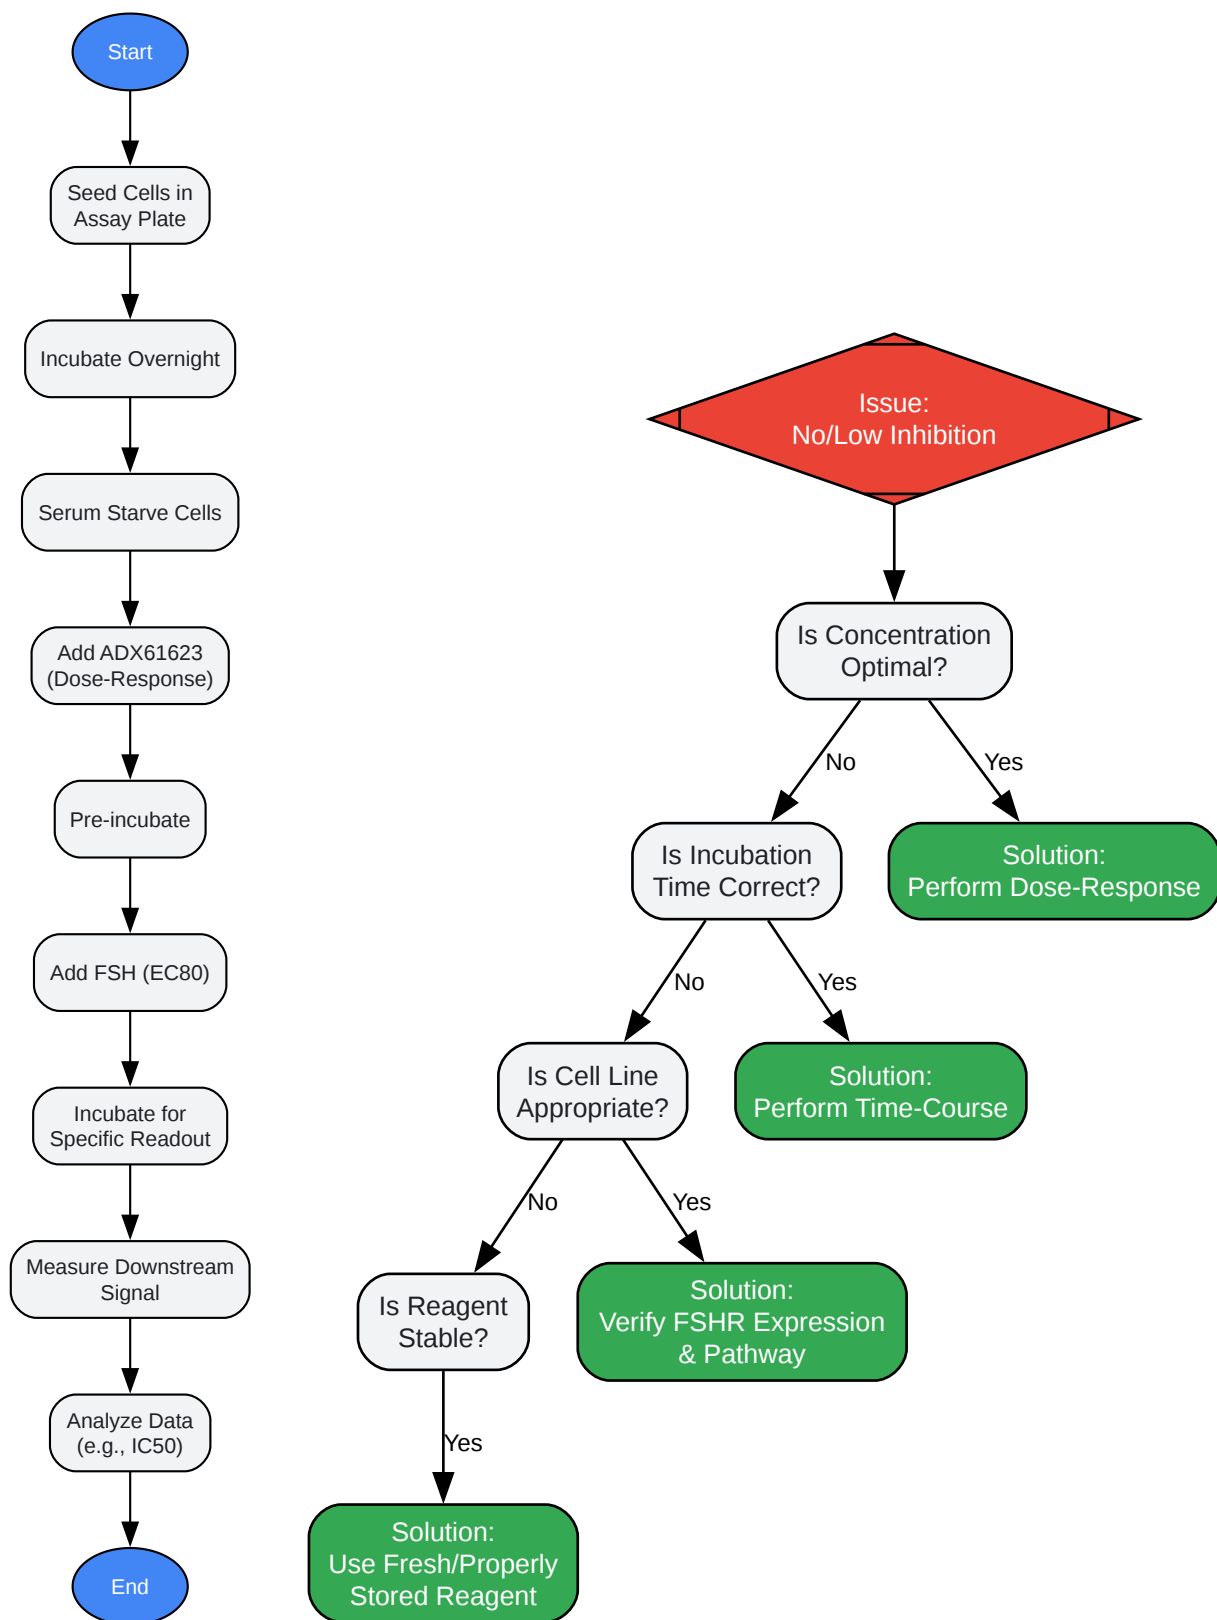 Start
Seed Cells in
Assay Plate
Incubate Overnight
Serum Starve Cells
Add ADX61623
(Dose-Response)
Pre-incubate
Add FSH (EC80)
Incubate for
Specific Readout
Measure Downstream
Signal
Analyze Data
(e.g., IC50)
End
Issue:
No/Low Inhibition
Is Concentration
Optimal?
No
Yes
Is Incubation
Time Correct?
Solution:
Perform Dose-Response
No
Yes
Is Cell Line
Appropriate?
Solution:
Perform Time-Course
No
Yes
Is Reagent
Stable?
Solution:
Verify FSHR Expression
& Pathway
Yes
Solution:
Use Fresh/Properly
Stored Reagent